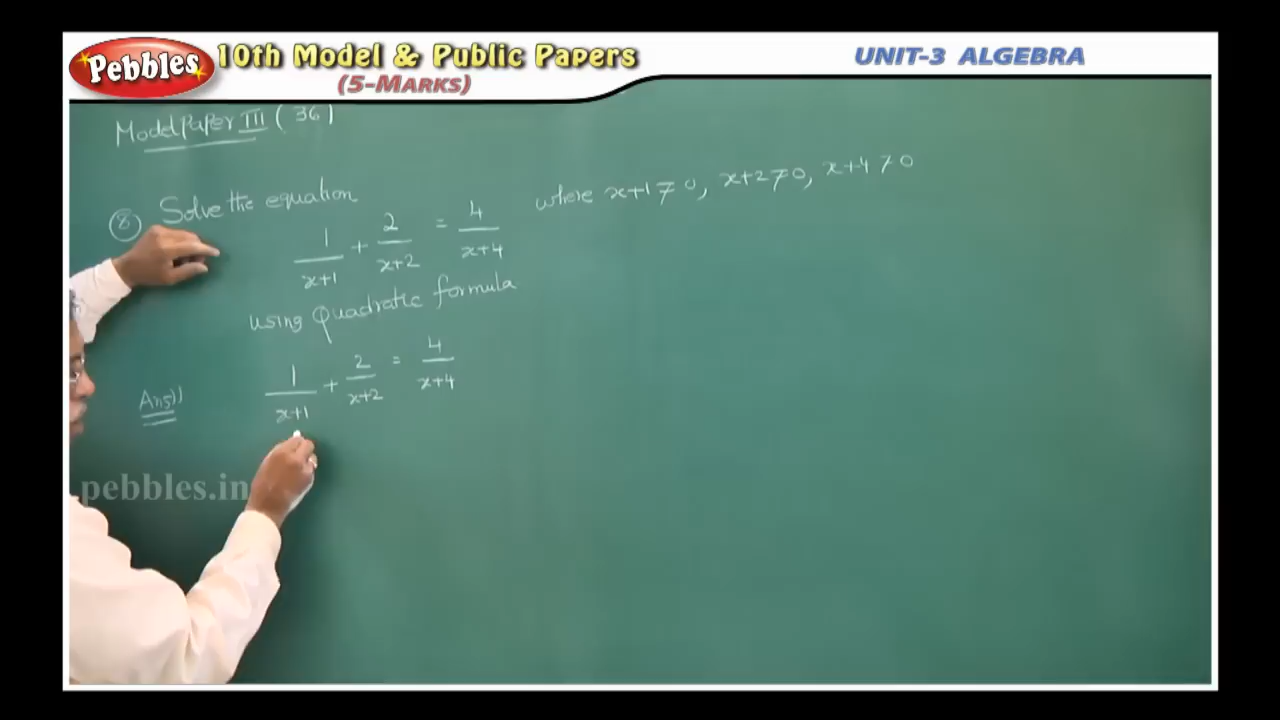 Pebbles
10th Model & Public Papers
(5-MARKS)
UNIT-3 ALGEBRA
Model Paper III (36)
⑧ Solve the equation
1/(x+1) + 2/(x+2) = 4/(x+4) where x+1≠0, x+2≠0, x+4≠0
using Quadratic formula
Ans))
1/(x+1) + 2/(x+2) = 4/(x+4)
pebbles.in